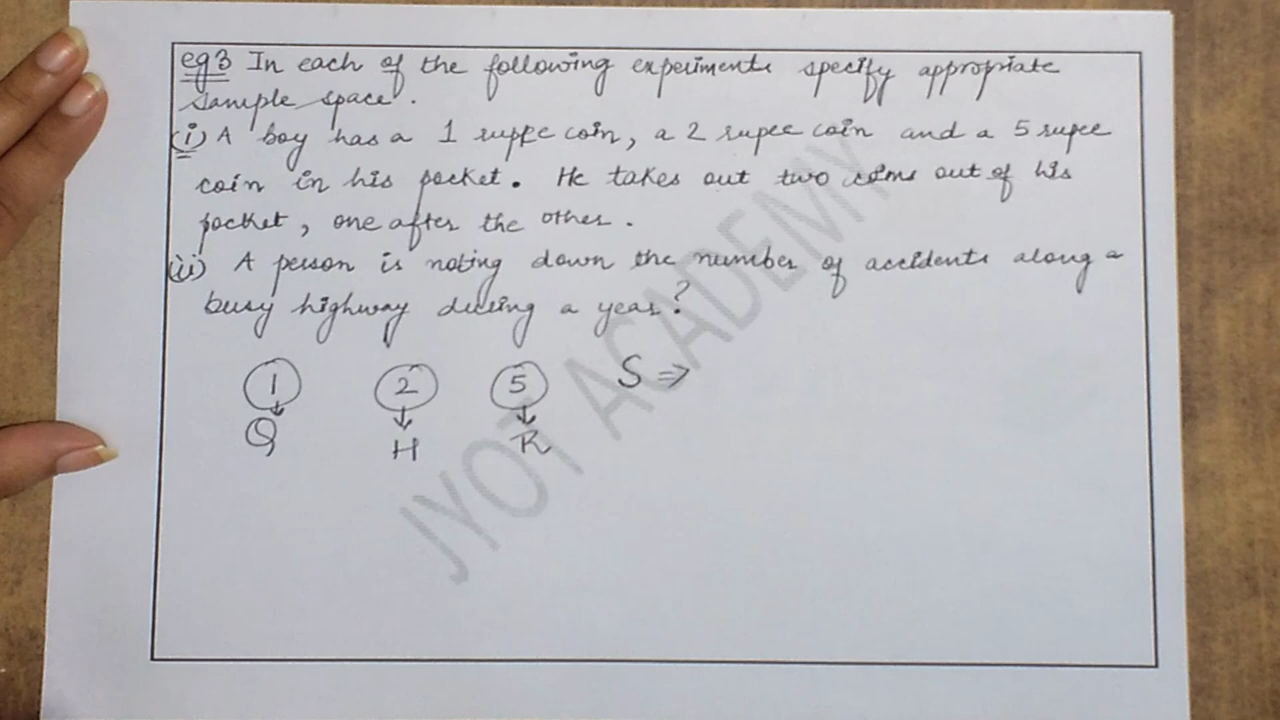 eg3 In each of the following experiments specify appropriate
sample space.
(i) A boy has a 1 rupee coin, a 2 rupee coin and a 5 rupee
coin in his pocket. He takes out two coins out of his
pocket, one after the other.
(ii) A person is noting down the number of accidents along a
busy highway during a year?
1 2 5 S ⇒
Q H R
JYOT ACADEMY